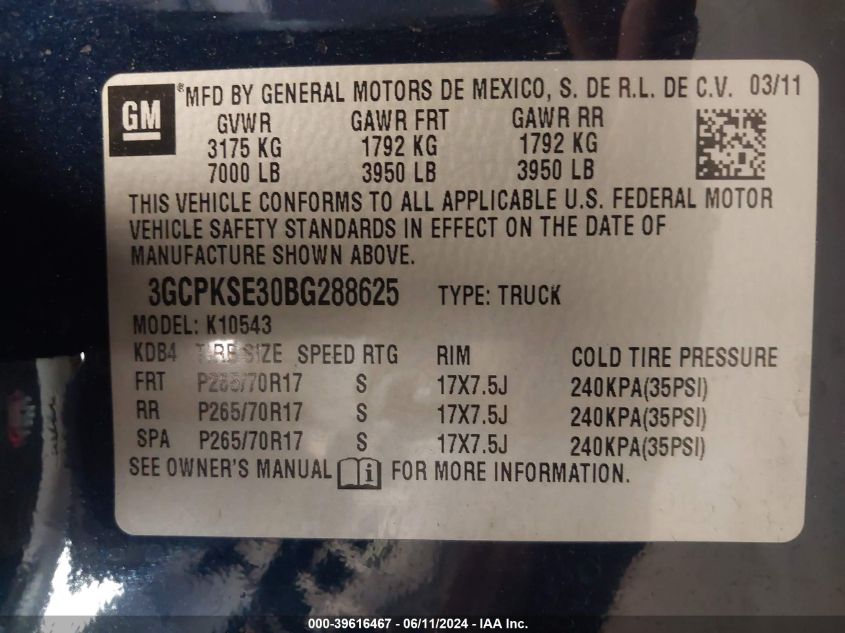 GM ®MFD BY GENERAL MOTORS DE MEXICO, S. DE R.L. DE C.V. 03/11
GVWR GAWR FRT GAWR RR
3175 KG 1792 KG 1792 KG
7000 LB 3950 LB 3950 LB
THIS VEHICLE CONFORMS TO ALL APPLICABLE U.S. FEDERAL MOTOR
VEHICLE SAFETY STANDARDS IN EFFECT ON THE DATE OF
MANUFACTURE SHOWN ABOVE.
3GCPKSE30BG288625 TYPE: TRUCK
MODEL: K10543
KDB4 TIRE SIZE SPEED RTG RIM COLD TIRE PRESSURE
FRT P265/70R17 S 17X7.5J 240KPA(35PSI)
RR P265/70R17 S 17X7.5J 240KPA(35PSI)
SPA P265/70R17 S 17X7.5J 240KPA(35PSI)
SEE OWNER'S MANUAL i FOR MORE INFORMATION.
000-39616467 - 06/11/2024 - IAA Inc.